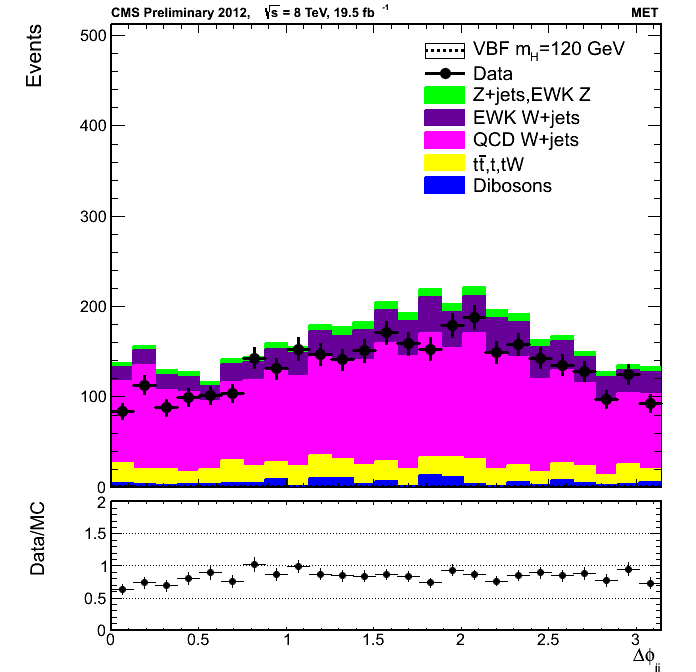 CMS Preliminary 2012, √s = 8 TeV, 19.5 fb⁻¹ MET
Events
500
400
300
200
100
0
VBF m_H=120 GeV
Data
Z+jets,EWK Z
EWK W+jets
QCD W+jets
tt̄,t,tW
Dibosons
Data/MC
2
1.5
1
0.5
0
0 0.5 1 1.5 2 2.5 3
Δϕ_jj